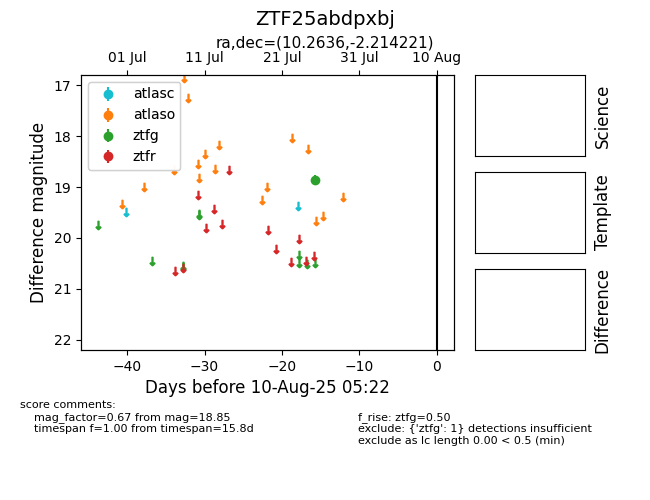 ZTF25abdpxbj
ra,dec=(10.2636,-2.214221)
01 Jul 11 Jul 21 Jul 31 Jul 10 Aug
17
18
19
20
21
22
Difference magnitude
atlasc
atlaso
ztfg
ztfr
Science
Template
Difference
−40 −30 −20 −10 0
Days before 10-Aug-25 05:22
score comments:
mag_factor=0.67 from mag=18.85
timespan f=1.00 from timespan=15.8d
f_rise: ztfg=0.50
exclude: {'ztfg': 1} detections insufficient
exclude as lc length 0.00 < 0.5 (min)